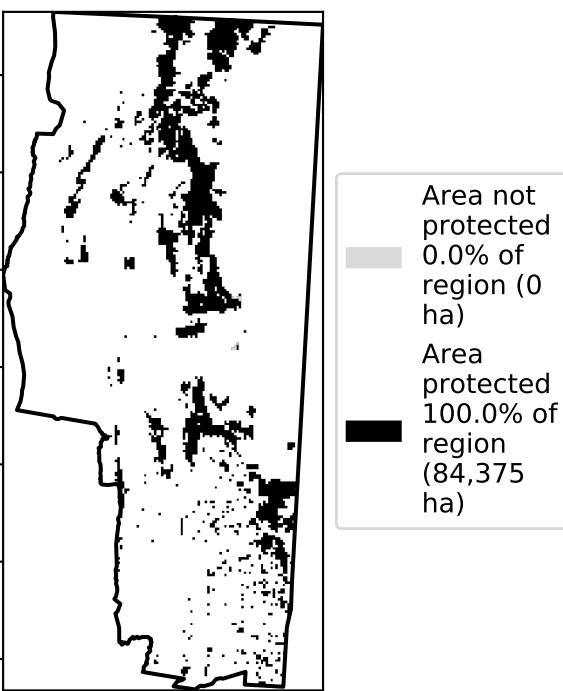 Area not
protected
0.0% of
region (0
ha)
Area
protected
100.0% of
region
(84,375
ha)